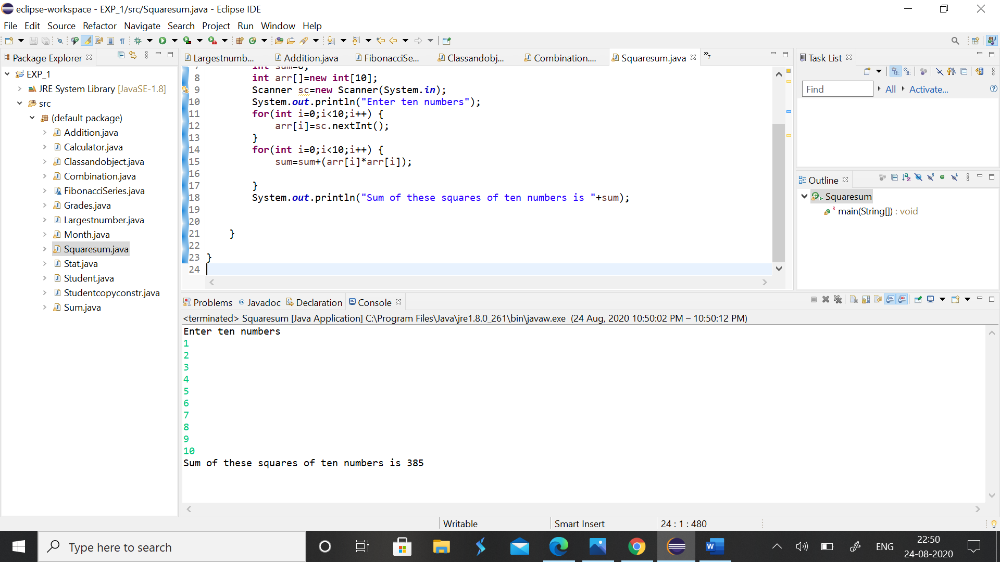 eclipse-workspace - EXP_1/src/Squaresum.java - Eclipse IDE
File Edit Source Refactor Navigate Search Project Run Window Help
Package Explorer
EXP_1
JRE System Library [JavaSE-1.8]
src
(default package)
Addition.java
Calculator.java
Classandobject.java
Combination.java
FibonacciSeries.java
Grades.java
Largestnumber.java
Month.java
Squaresum.java
Stat.java
Student.java
Studentcopyconstr.java
Sum.java
Largestnumb... Addition.java FibonacciSe... Classandobj... Combination.... Squaresum.java »7
7 int sum=0;
8 int arr[]=new int[10];
9 Scanner sc=new Scanner(System.in);
10 System.out.println("Enter ten numbers");
11 for(int i=0;i<10;i++) {
12 arr[i]=sc.nextInt();
13 }
14 for(int i=0;i<10;i++) {
15 sum=sum+(arr[i]*arr[i]);
16
17 }
18 System.out.println("Sum of these squares of ten numbers is "+sum);
19
20
21 }
22
23 }
24
Task List
Find All Activate...
Outline
Squaresum
main(String[]) : void
Problems Javadoc Declaration Console
<terminated> Squaresum [Java Application] C:\Program Files\Java\jre1.8.0_261\bin\javaw.exe (24 Aug, 2020 10:50:02 PM – 10:50:12 PM)
Enter ten numbers
1
2
3
4
5
6
7
8
9
10
Sum of these squares of ten numbers is 385
Writable Smart Insert 24 : 1 : 480
Type here to search
ENG
22:50
24-08-2020